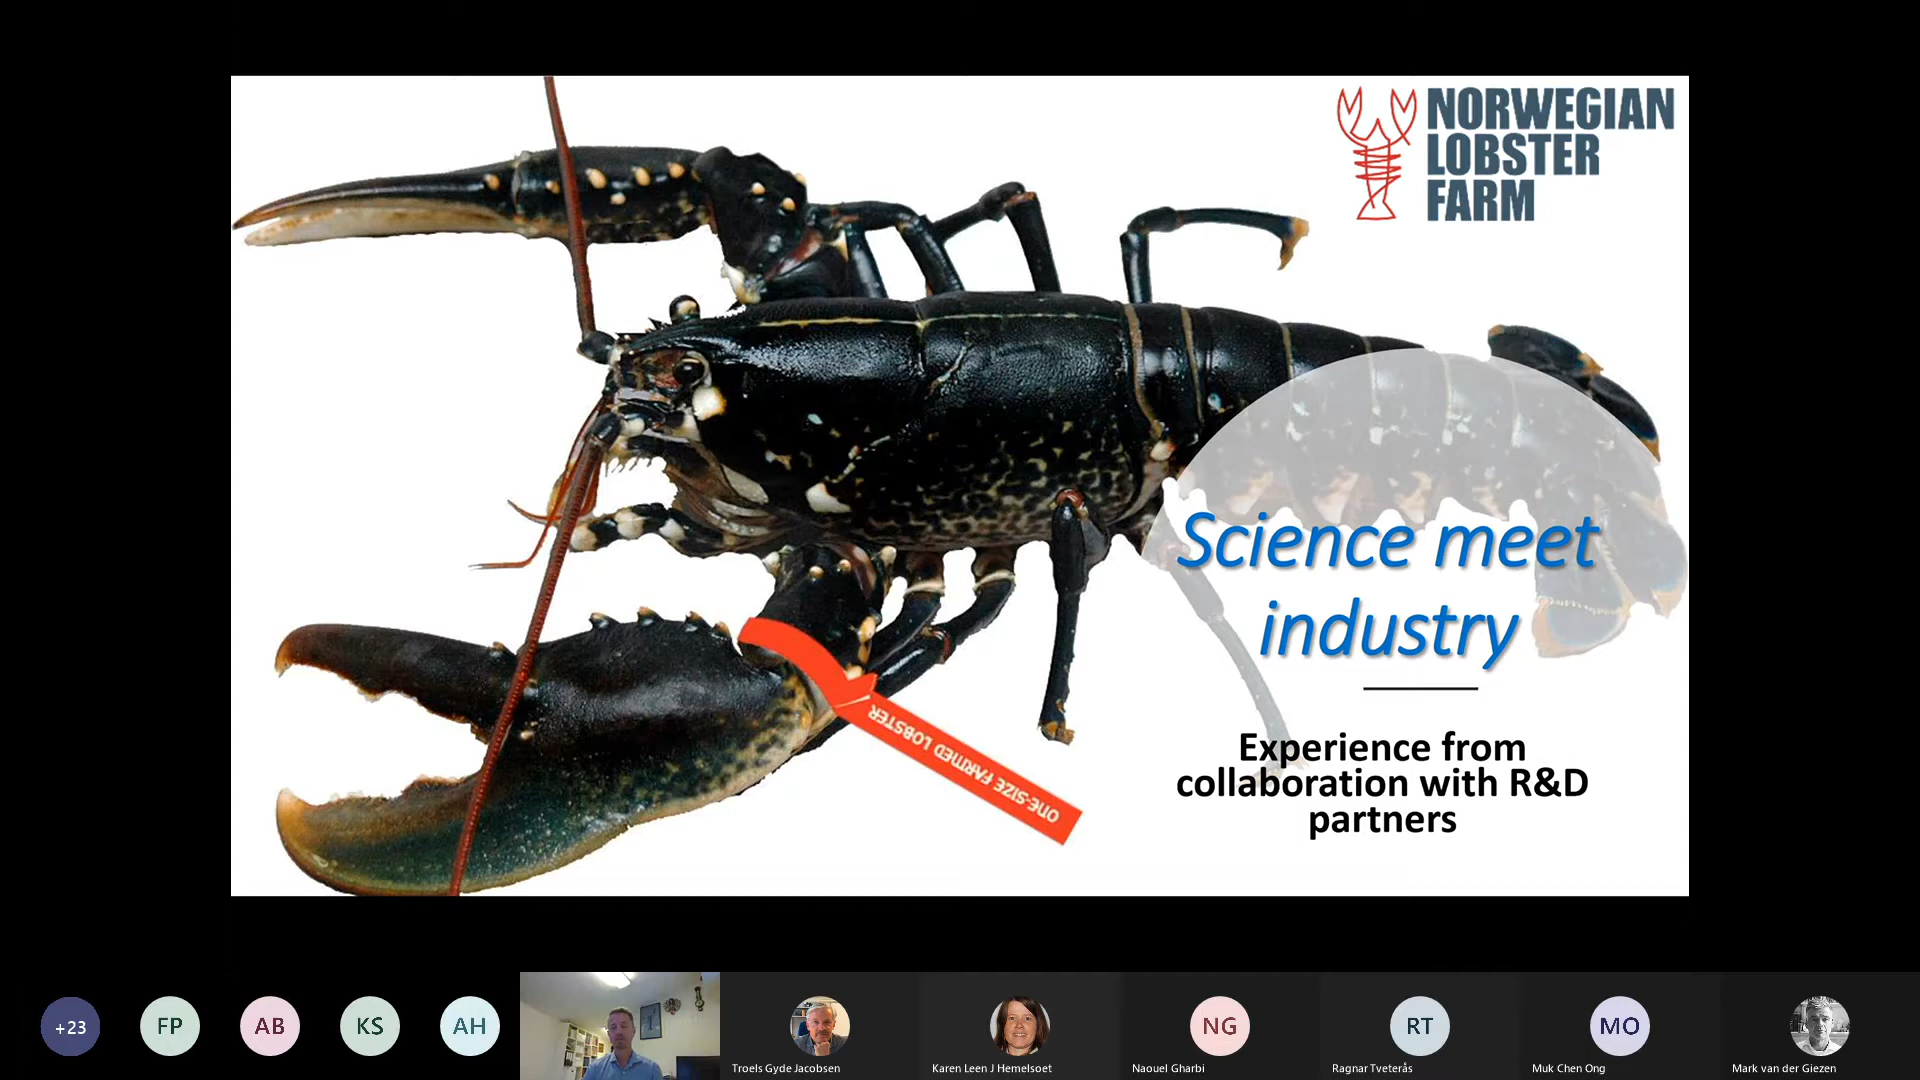 NORWEGIAN
LOBSTER
FARM
Science meet
industry
Experience from
collaboration with R&D
partners
ONE-SIZE FARMED LOBSTER
+23
FP
AB
KS
AH
Troels Gyde Jacobsen
Karen Leen J Hemelsoet
NG
Naouel Gharbi
RT
Ragnar Tveterås
MO
Muk Chen Ong
Mark van der Giezen